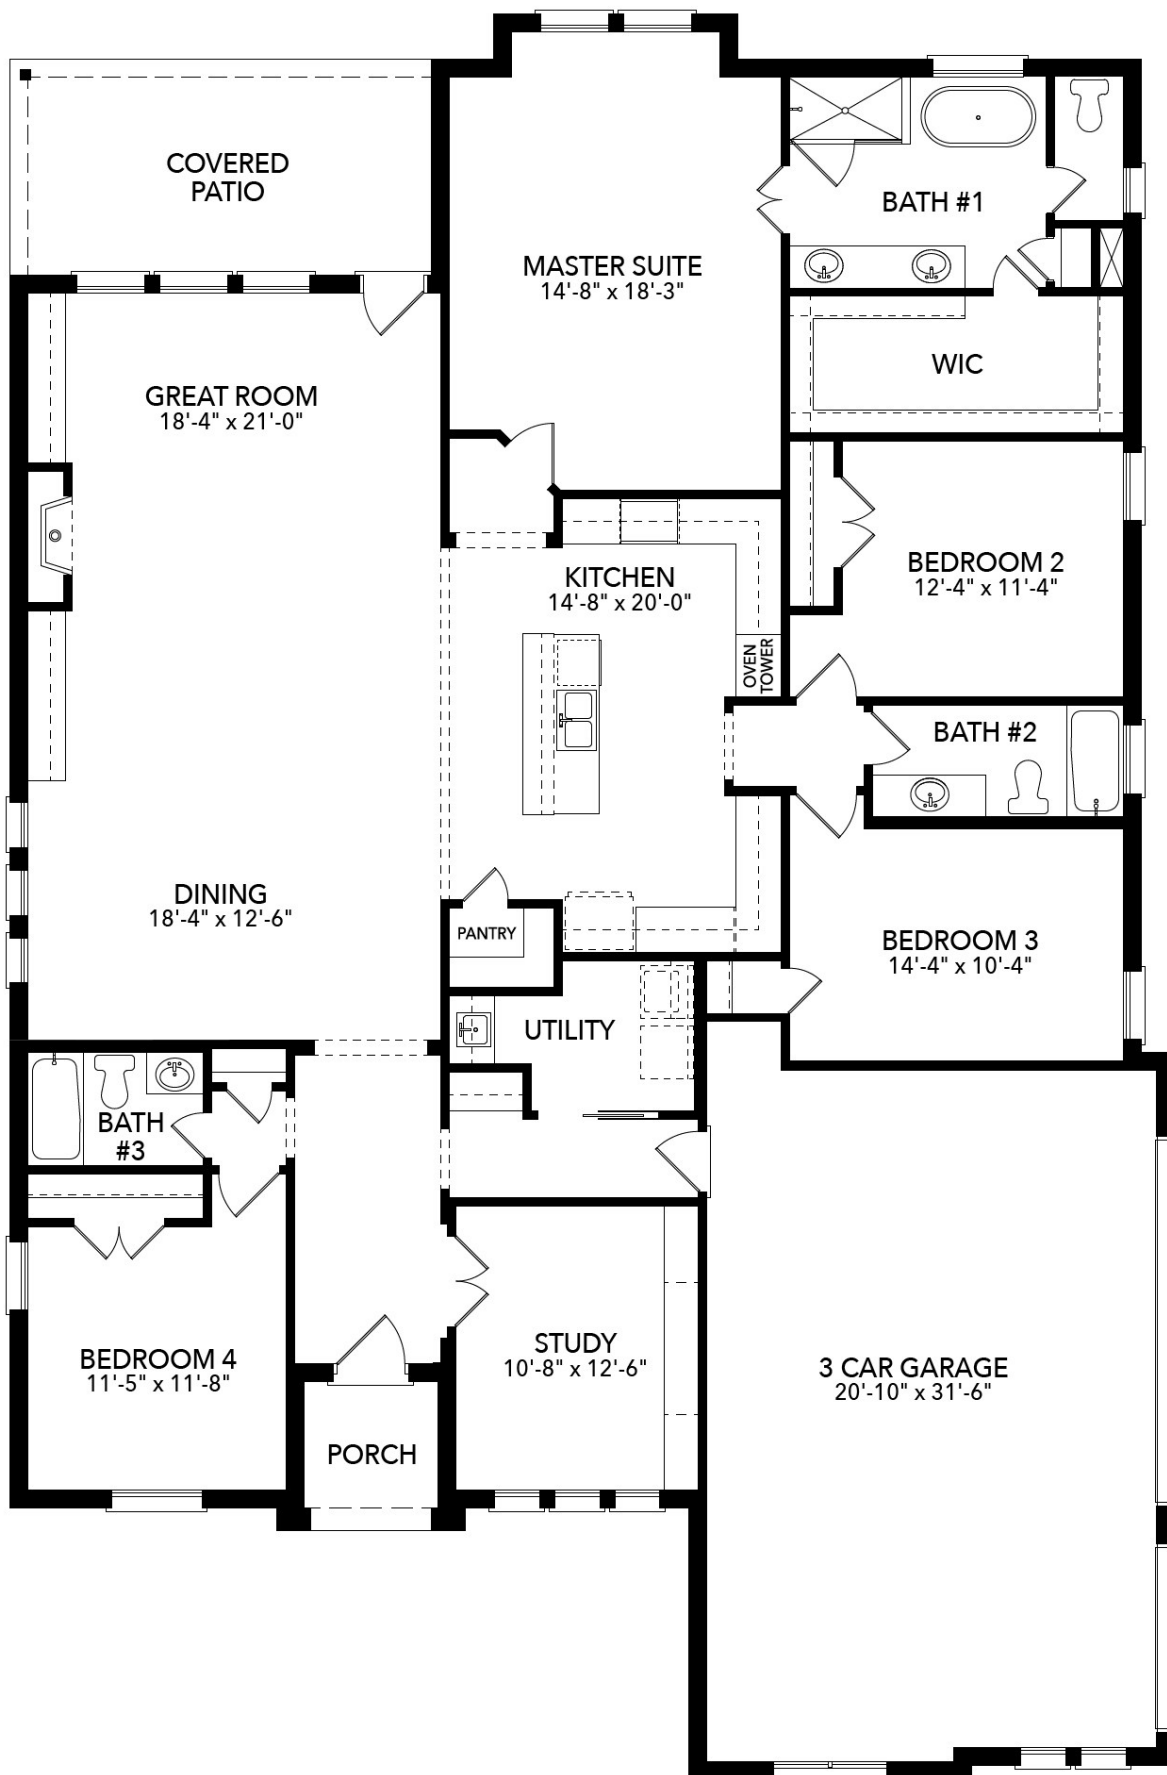 COVERED
PATIO
BATH #1
MASTER SUITE
14'-8" x 18'-3"
WIC
GREAT ROOM
18'-4" x 21'-0"
BEDROOM 2
12'-4" x 11'-4"
KITCHEN
14'-8" x 20'-0"
OVEN
TOWER
BATH #2
DINING
18'-4" x 12'-6"
PANTRY
BEDROOM 3
14'-4" x 10'-4"
UTILITY
BATH
#3
BEDROOM 4
11'-5" x 11'-8"
STUDY
10'-8" x 12'-6"
3 CAR GARAGE
20'-10" x 31'-6"
PORCH